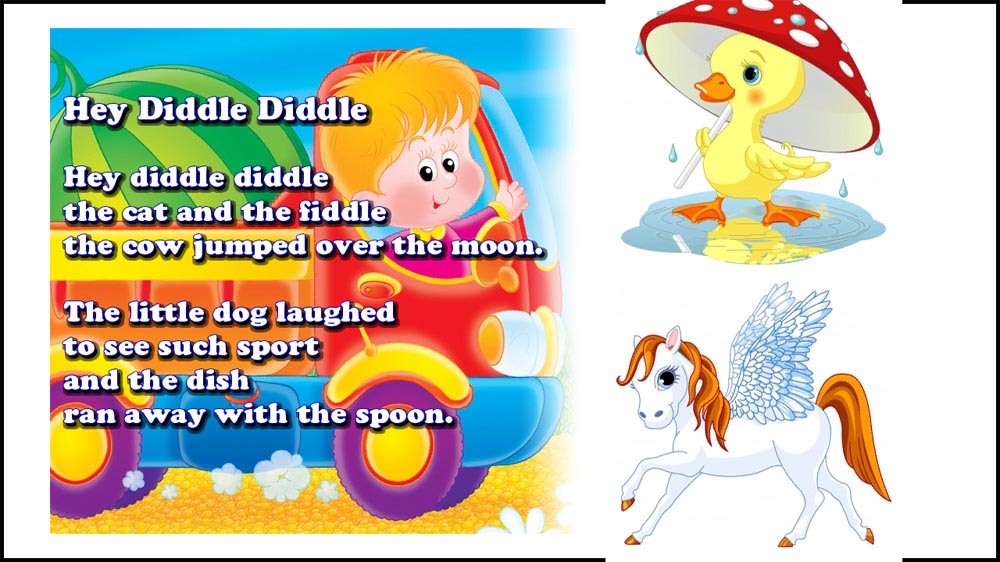 Hey Diddle Diddle
Hey diddle diddle
the cat and the fiddle
the cow jumped over the moon.
The little dog laughed
to see such sport
and the dish
ran away with the spoon.